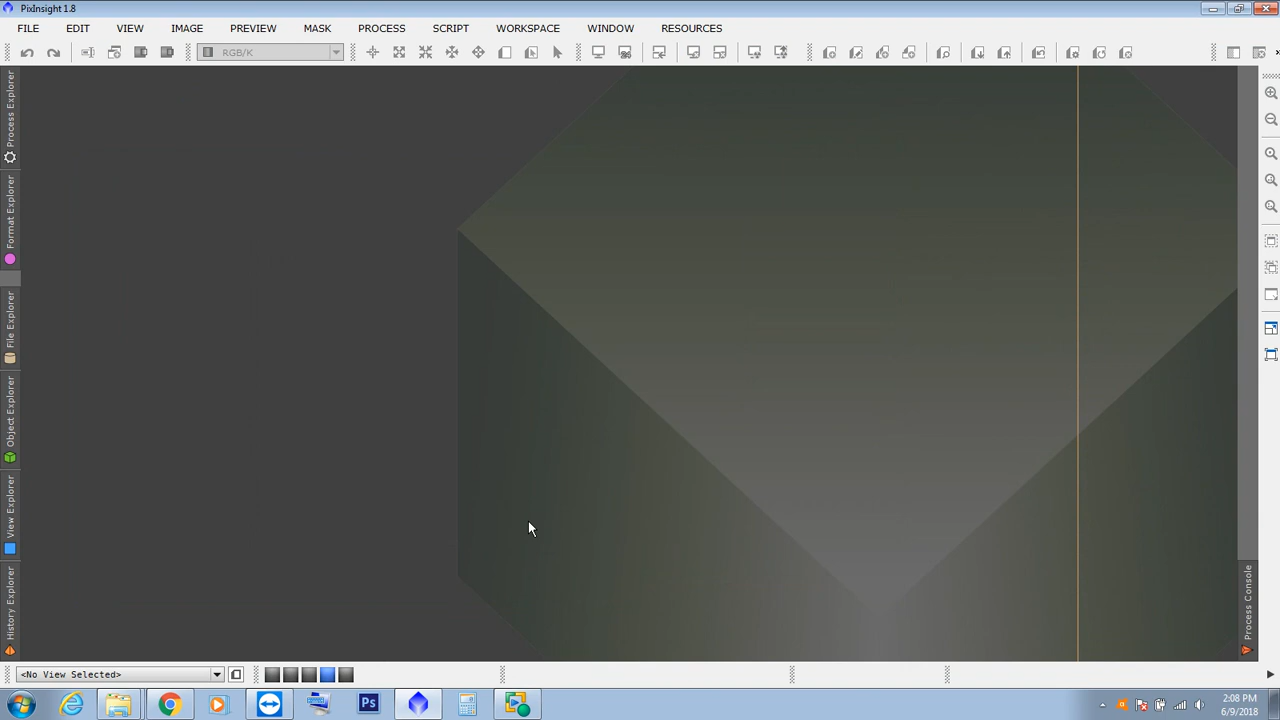 PixInsight 1.8
FILE EDIT VIEW IMAGE PREVIEW MASK PROCESS SCRIPT WORKSPACE WINDOW RESOURCES
RGB/K
Process Explorer
Format Explorer
File Explorer
Object Explorer
View Explorer
History Explorer
Process Console
<No View Selected>
Ps
2:08 PM
6/9/2018